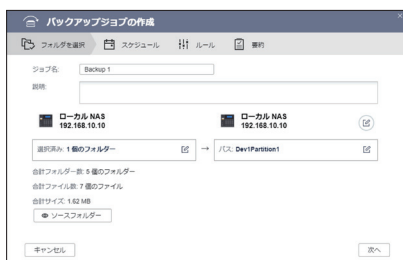 バックアップジョブの作成
フォルダを選択 スケジュール ルール 要約
ジョブ名: Backup 1
説明:
ローカル NAS ローカル NAS
192.168.10.10 192.168.10.10
選択済み: 1 個のフォルダー → パス: Dev1Partition1
合計フォルダー数: 5 個のフォルダー
合計ファイル数: 7 個のファイル
合計サイズ: 1.62 MB
ソースフォルダー
キャンセル 次へ